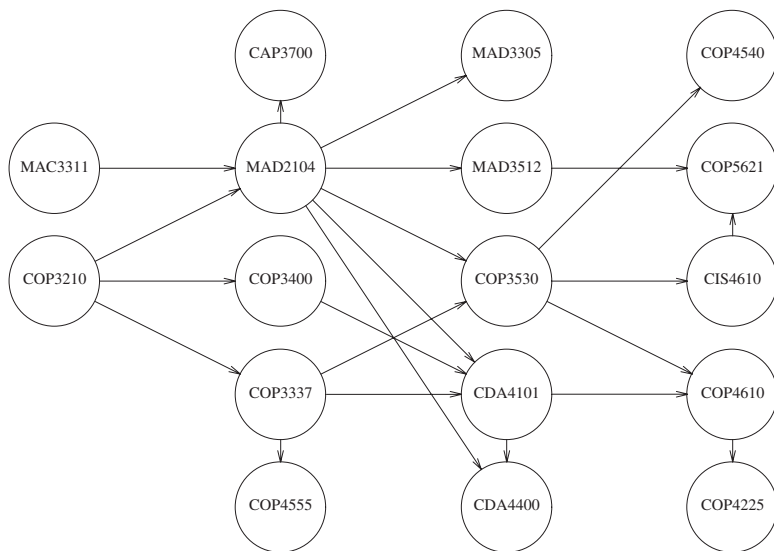 CAP3700
MAD3305
COP4540
MAC3311
MAD2104
MAD3512
COP5621
COP3210
COP3400
COP3530
CIS4610
COP3337
CDA4101
COP4610
COP4555
CDA4400
COP4225